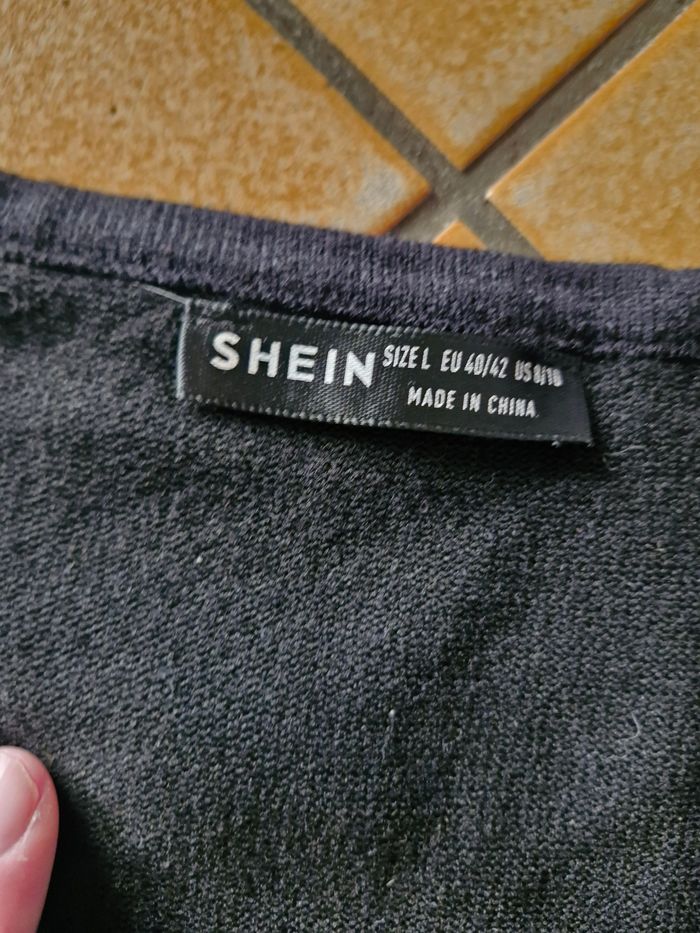 SHEIN SIZE L EU 40/42 US 8/10
MADE IN CHINA